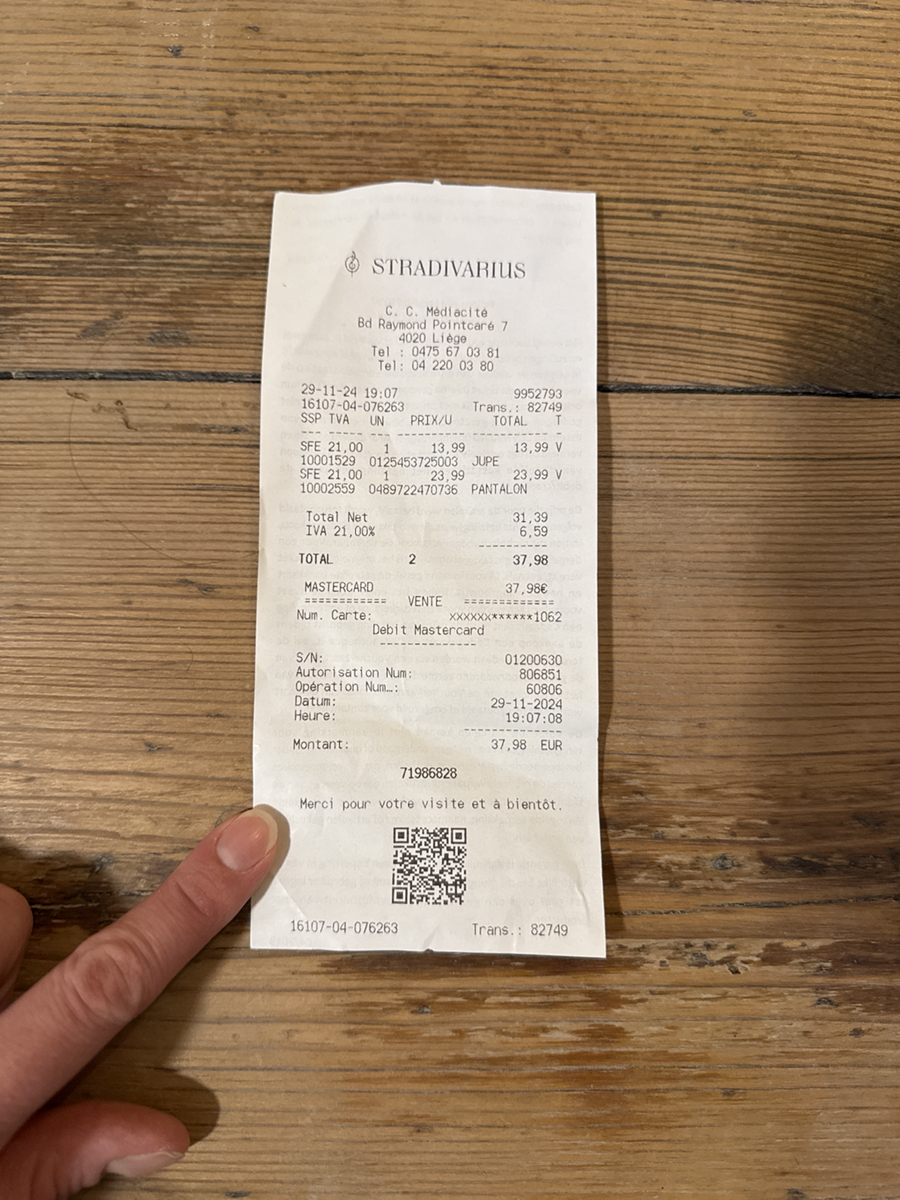 STRADIVARIUS
C. C. Médiacité
Bd Raymond Pointcaré 7
4020 Liège
Tel : 0475 67 03 81
Tel: 04 220 03 80
29-11-24 19:07 9952793
16107-04-076263 Trans.: 82749
SSP TVA UN PRIX/U TOTAL T
--- --- --- --------- --------- ---
SFE 21,00 1 13,99 13,99 V
10001529 0125453725003 JUPE
SFE 21,00 1 23,99 23,99 V
10002559 0489722470736 PANTALON
Total Net 31,39
IVA 21,00% 6,59
----------
TOTAL 2 37,98
MASTERCARD 37,98€
============ VENTE =============
Num. Carte: XXXXXX******1062
Debit Mastercard
--------------
S/N: 01200630
Autorisation Num: 806851
Opération Num…: 60806
Datum: 29-11-2024
Heure: 19:07:08
--------------
Montant: 37,98 EUR
71986828
Merci pour votre visite et à bientôt.
16107-04-076263 Trans.: 82749